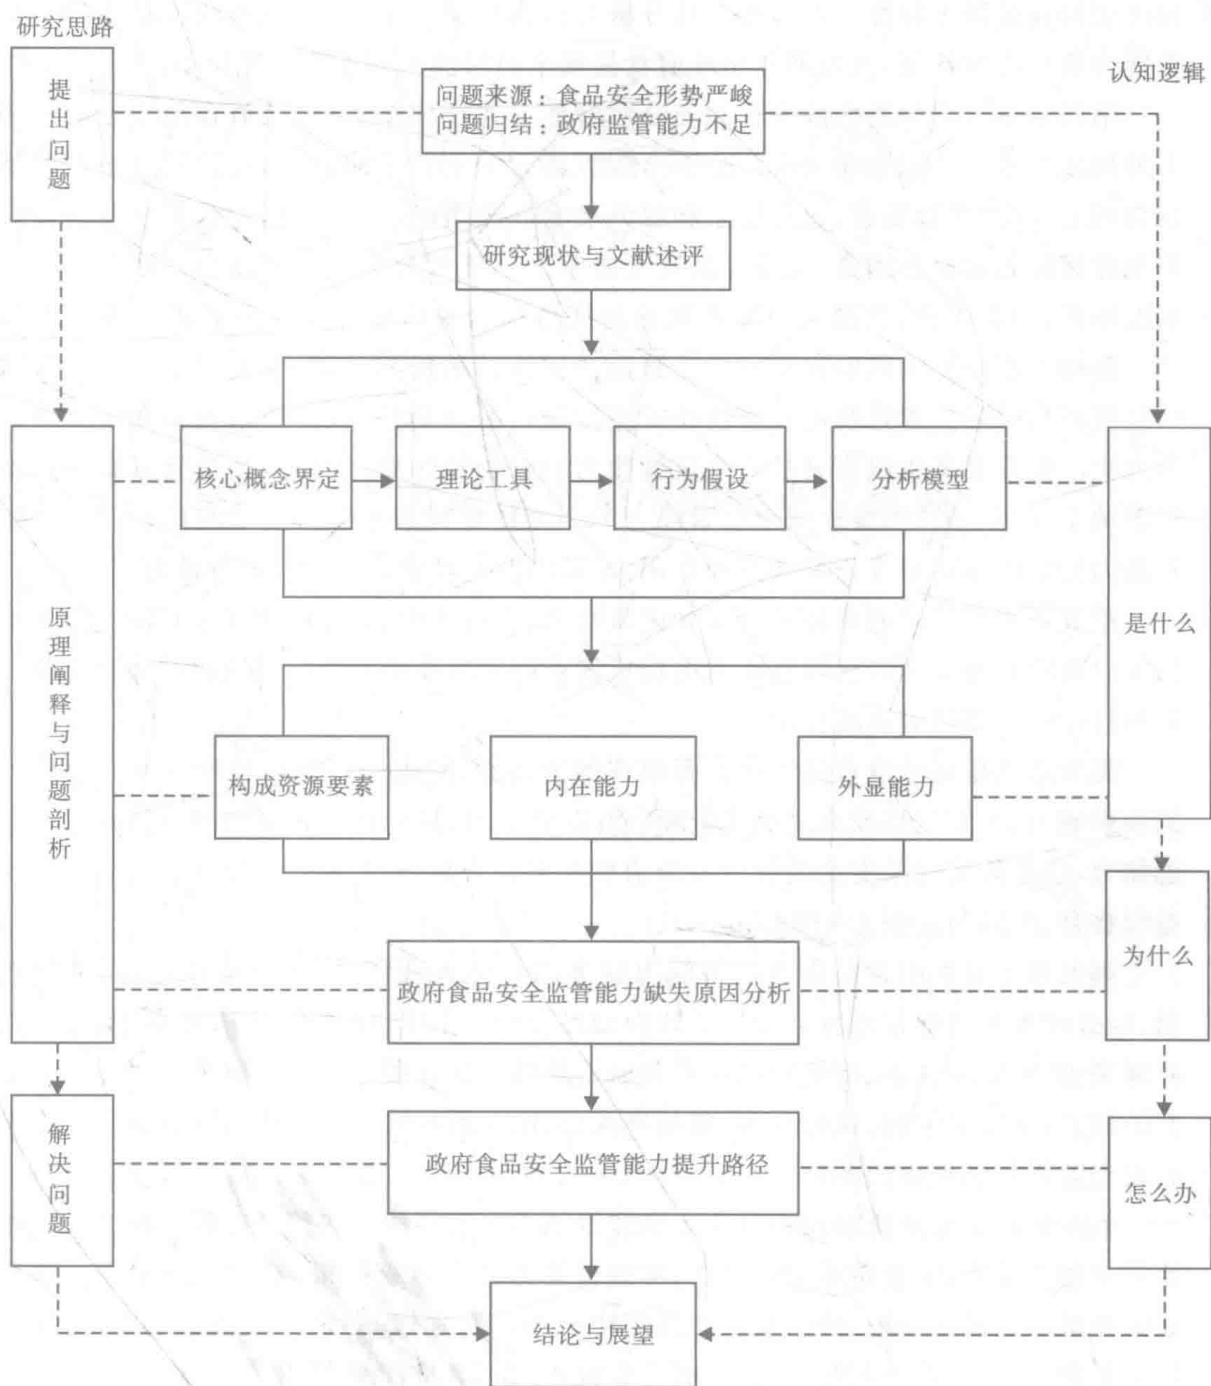 研究思路
认知逻辑
提出问题
问题来源：食品安全形势严峻
问题归结：政府监管能力不足
研究现状与文献述评
核心概念界定
理论工具
行为假设
分析模型
原理阐释与问题剖析
是什么
构成资源要素
内在能力
外显能力
政府食品安全监管能力缺失原因分析
为什么
解决问题
政府食品安全监管能力提升路径
怎么办
结论与展望